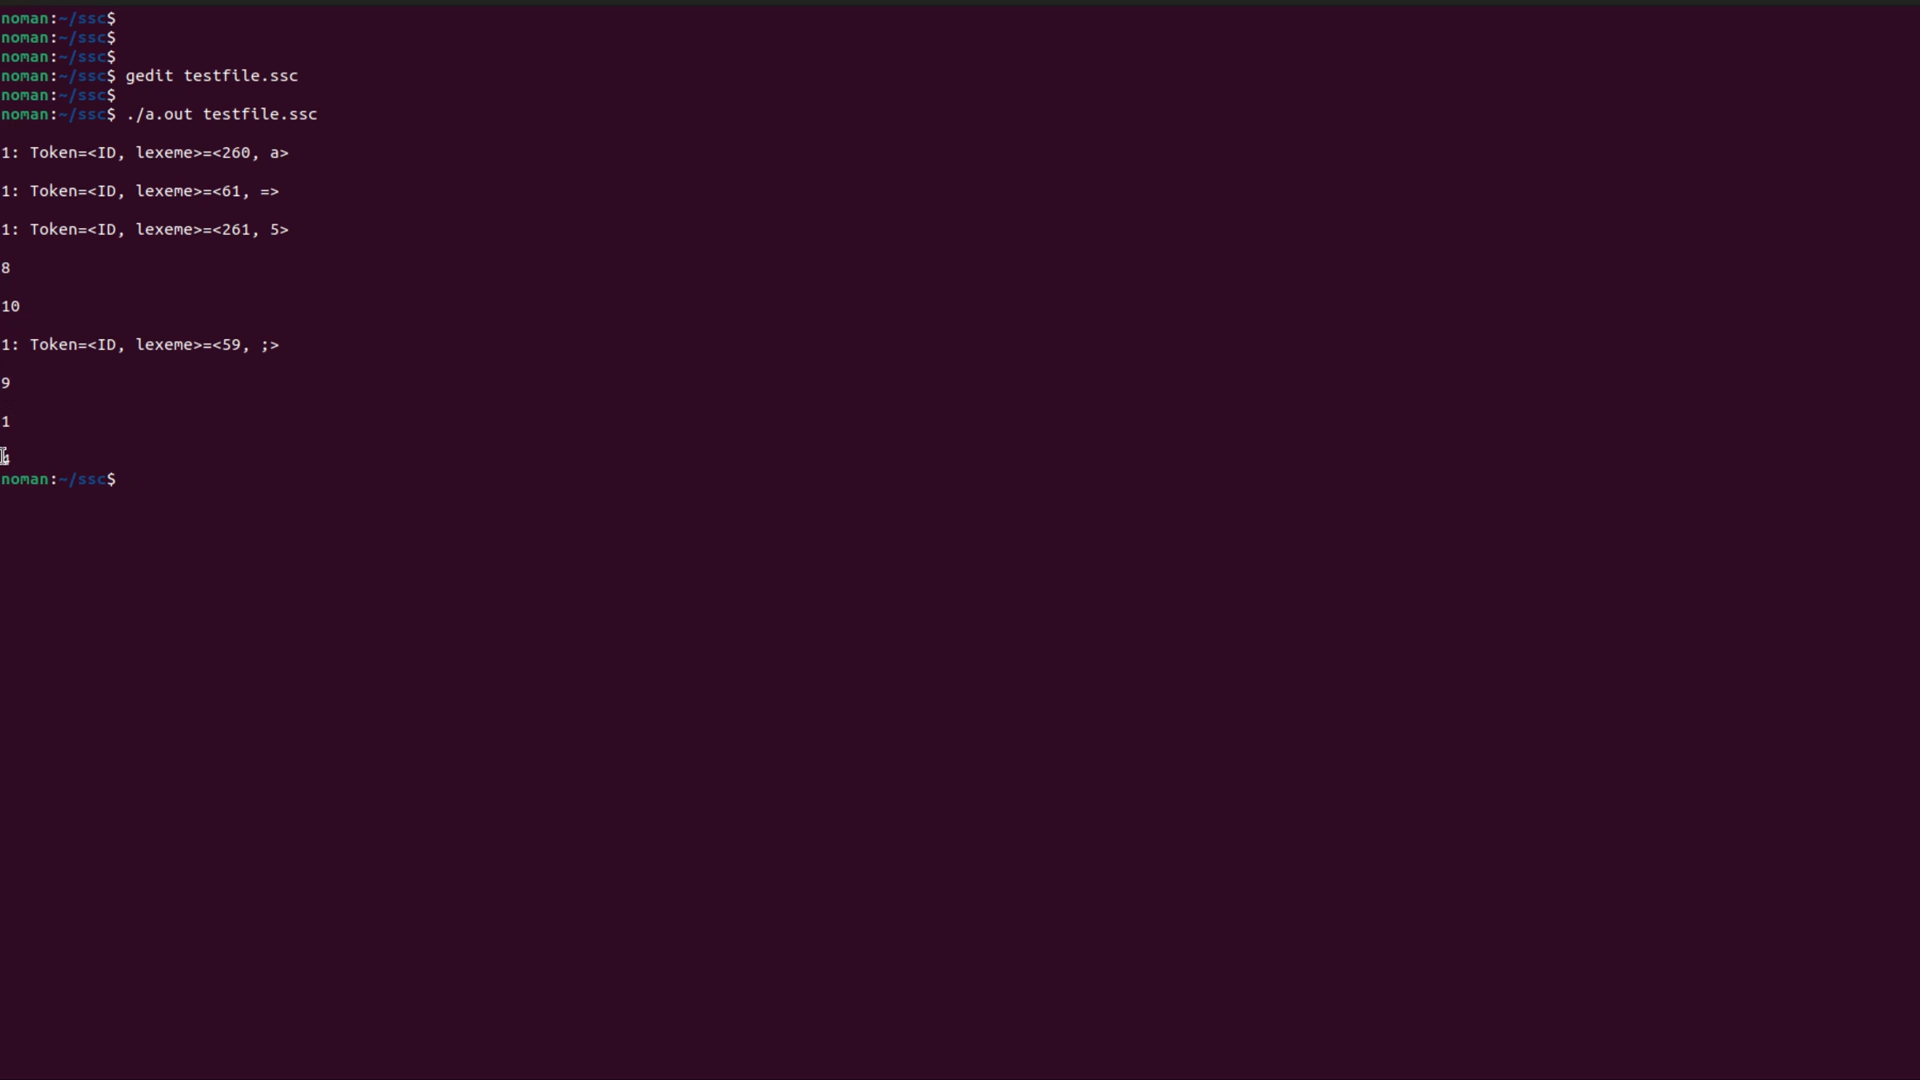 noman:~/ssc$
noman:~/ssc$
noman:~/ssc$
noman:~/ssc$ gedit testfile.ssc
noman:~/ssc$
noman:~/ssc$ ./a.out testfile.ssc
1: Token=<ID, lexeme>=<260, a>
1: Token=<ID, lexeme>=<61, =>
1: Token=<ID, lexeme>=<261, 5>
8
10
1: Token=<ID, lexeme>=<59, ;>
9
1
noman:~/ssc$